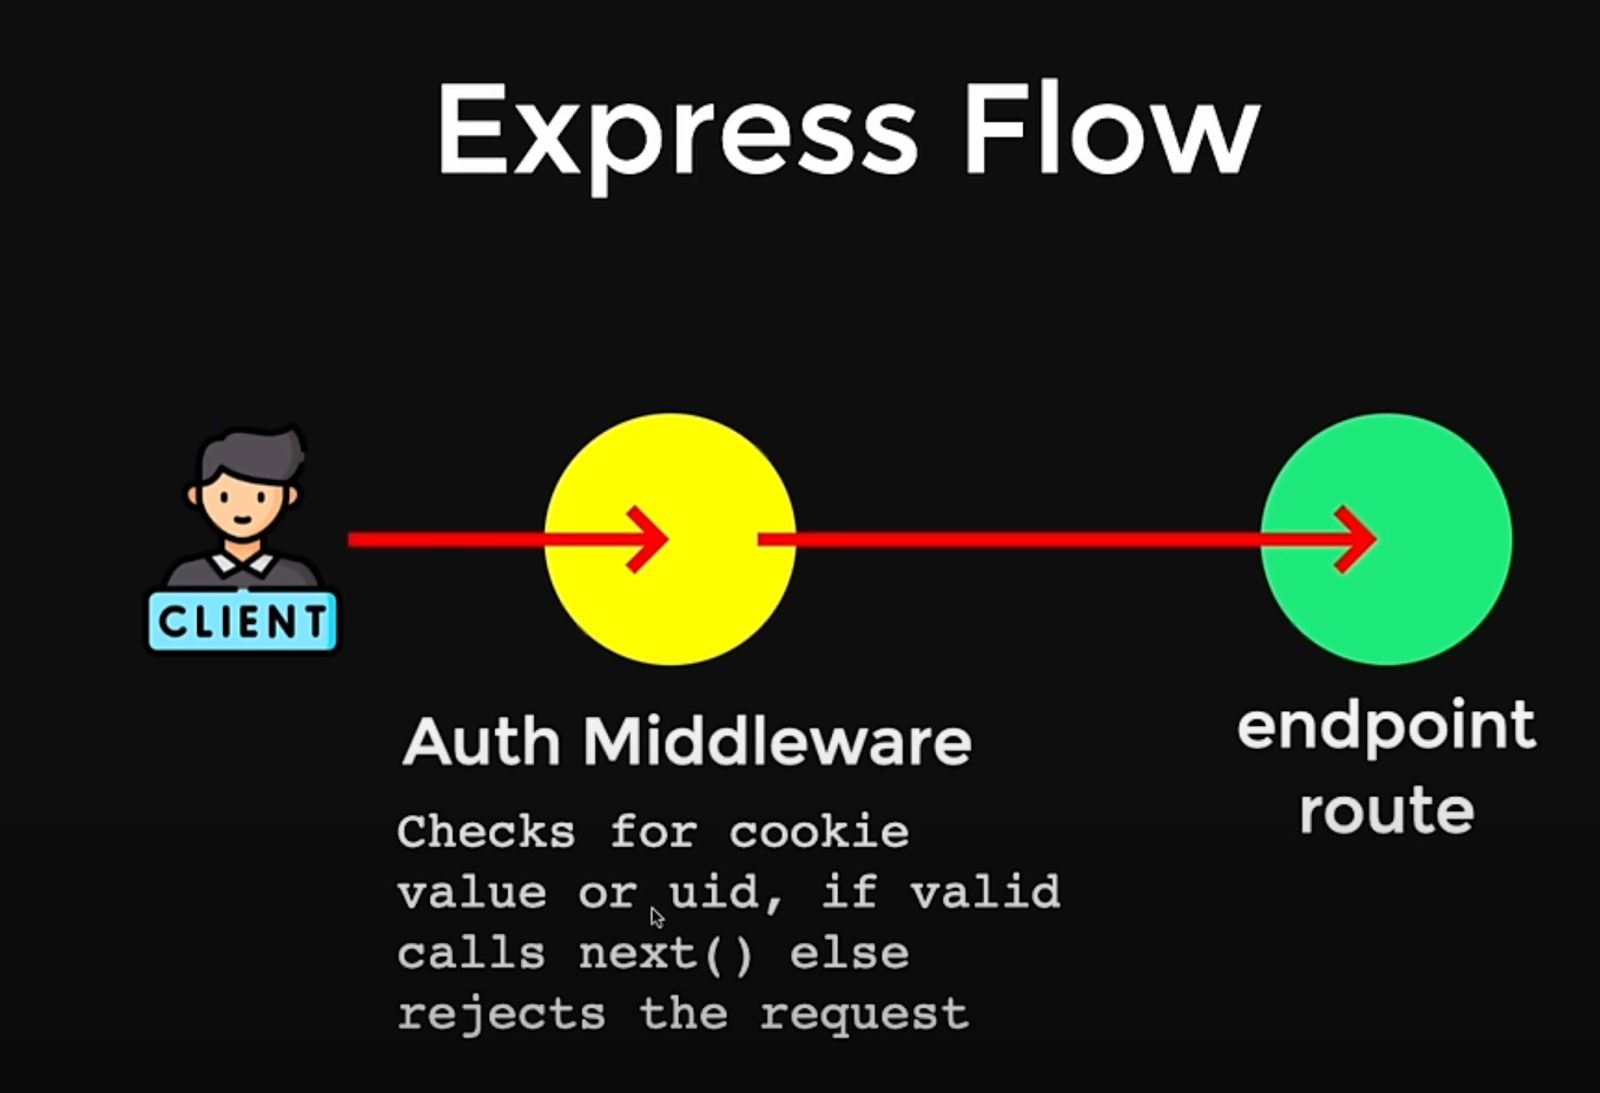 Express Flow
CLIENT
Auth Middleware
Checks for cookie
value or uid, if valid
calls next() else
rejects the request
endpoint
route